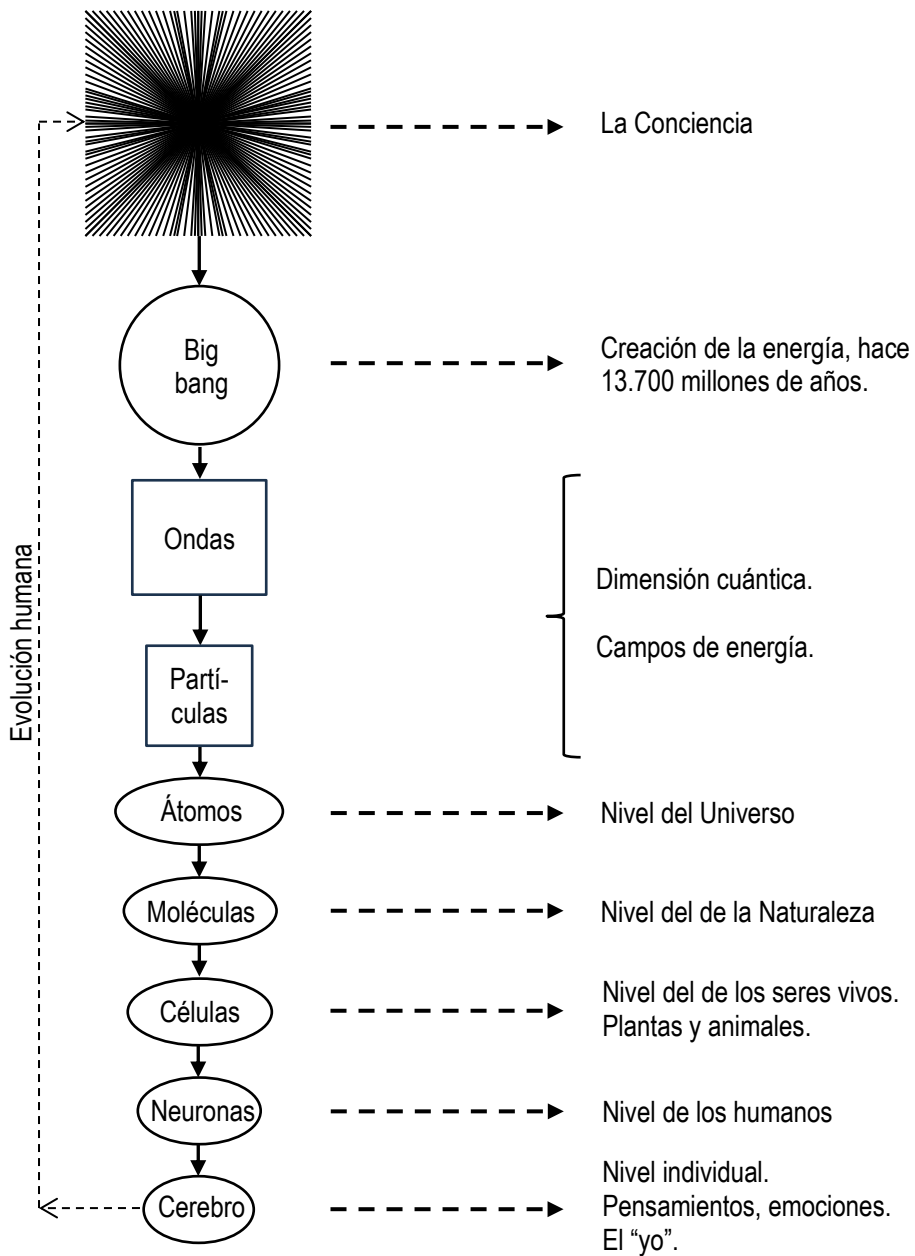 La Conciencia
Big
bang
Creación de la energía, hace
13.700 millones de años.
Ondas
Dimensión cuántica.
Campos de energía.
Partí-
culas
Evolución humana
Átomos
Nivel del Universo
Moléculas
Nivel del de la Naturaleza
Células
Nivel del de los seres vivos.
Plantas y animales.
Neuronas
Nivel de los humanos
Cerebro
Nivel individual.
Pensamientos, emociones.
El “yo”.